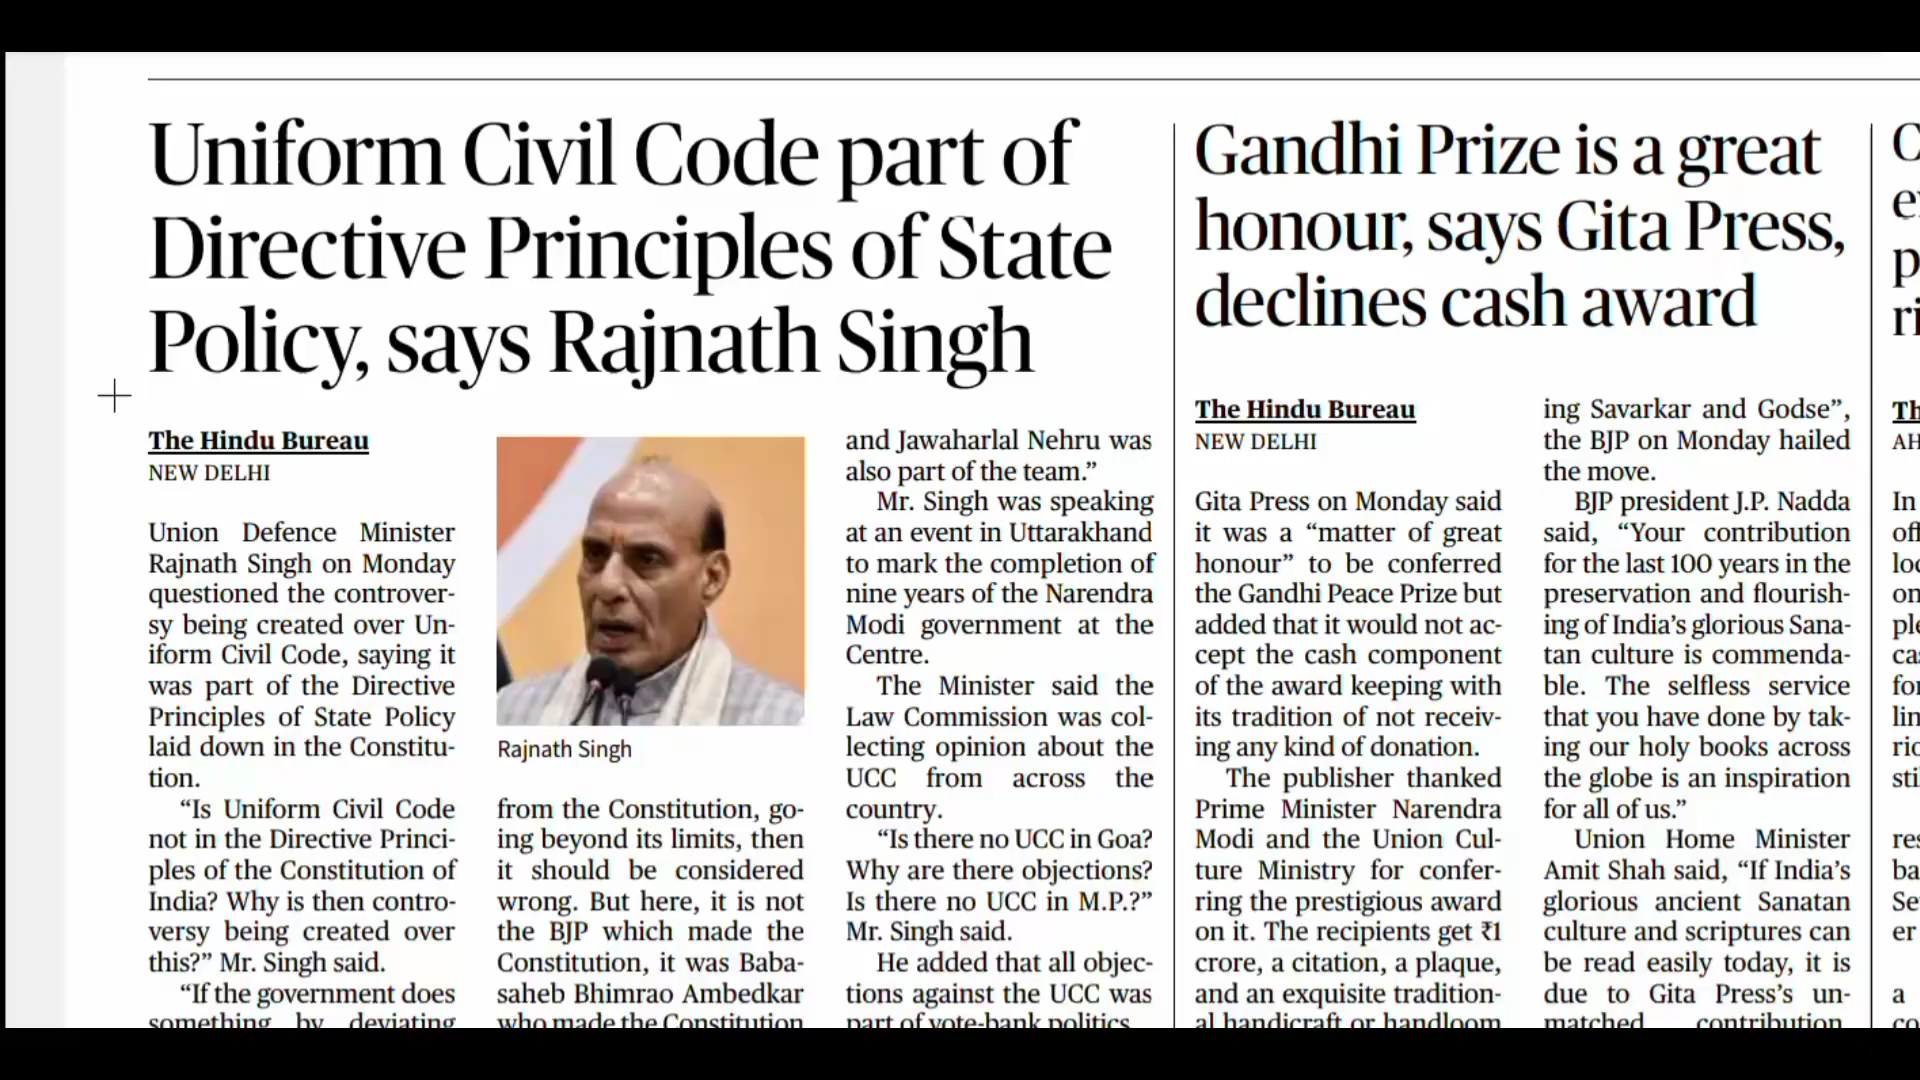 Uniform Civil Code part of
Directive Principles of State
Policy, says Rajnath Singh
The Hindu Bureau
NEW DELHI
Union Defence Minister
Rajnath Singh on Monday
questioned the controver-
sy being created over Un-
iform Civil Code, saying it
was part of the Directive
Principles of State Policy
laid down in the Constitu-
tion.
“Is Uniform Civil Code
not in the Directive Princi-
ples of the Constitution of
India? Why is then contro-
versy being created over
this?” Mr. Singh said.
“If the government does
something by deviating
Rajnath Singh
from the Constitution, go-
ing beyond its limits, then
it should be considered
wrong. But here, it is not
the BJP which made the
Constitution, it was Baba-
saheb Bhimrao Ambedkar
who made the Constitution
and Jawaharlal Nehru was
also part of the team.”
Mr. Singh was speaking
at an event in Uttarakhand
to mark the completion of
nine years of the Narendra
Modi government at the
Centre.
The Minister said the
Law Commission was col-
lecting opinion about the
UCC from across the
country.
“Is there no UCC in Goa?
Why are there objections?
Is there no UCC in M.P.?”
Mr. Singh said.
He added that all objec-
tions against the UCC was
part of vote-bank politics.
Gandhi Prize is a great
honour, says Gita Press,
declines cash award
The Hindu Bureau
NEW DELHI
Gita Press on Monday said
it was a “matter of great
honour” to be conferred
the Gandhi Peace Prize but
added that it would not ac-
cept the cash component
of the award keeping with
its tradition of not receiv-
ing any kind of donation.
The publisher thanked
Prime Minister Narendra
Modi and the Union Cul-
ture Ministry for confer-
ring the prestigious award
on it. The recipients get ₹1
crore, a citation, a plaque,
and an exquisite tradition-
al handicraft or handloom
ing Savarkar and Godse”,
the BJP on Monday hailed
the move.
BJP president J.P. Nadda
said, “Your contribution
for the last 100 years in the
preservation and flourish-
ing of India’s glorious Sana-
tan culture is commenda-
ble. The selfless service
that you have done by tak-
ing our holy books across
the globe is an inspiration
for all of us.”
Union Home Minister
Amit Shah said, “If India’s
glorious ancient Sanatan
culture and scriptures can
be read easily today, it is
due to Gita Press’s un-
matched contribution.